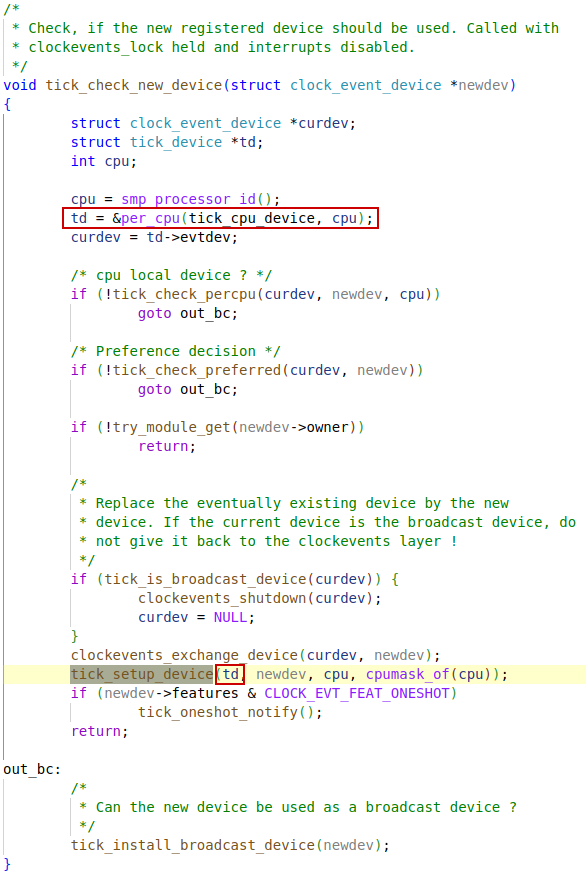 /*
 * Check, if the new registered device should be used. Called with
 * clockevents_lock held and interrupts disabled.
 */
void tick_check_new_device(struct clock_event_device *newdev)
{
        struct clock_event_device *curdev;
        struct tick_device *td;
        int cpu;

        cpu = smp_processor_id();
        td = &per_cpu(tick_cpu_device, cpu);
        curdev = td->evtdev;

        /* cpu local device ? */
        if (!tick_check_percpu(curdev, newdev, cpu))
                goto out_bc;

        /* Preference decision */
        if (!tick_check_preferred(curdev, newdev))
                goto out_bc;

        if (!try_module_get(newdev->owner))
                return;

        /*
         * Replace the eventually existing device by the new
         * device. If the current device is the broadcast device, do
         * not give it back to the clockevents layer !
         */
        if (tick_is_broadcast_device(curdev)) {
                clockevents_shutdown(curdev);
                curdev = NULL;
        }
        clockevents_exchange_device(curdev, newdev);
        tick_setup_device(td, newdev, cpu, cpumask_of(cpu));
        if (newdev->features & CLOCK_EVT_FEAT_ONESHOT)
                tick_oneshot_notify();
        return;

out_bc:
        /*
         * Can the new device be used as a broadcast device ?
         */
        tick_install_broadcast_device(newdev);
}